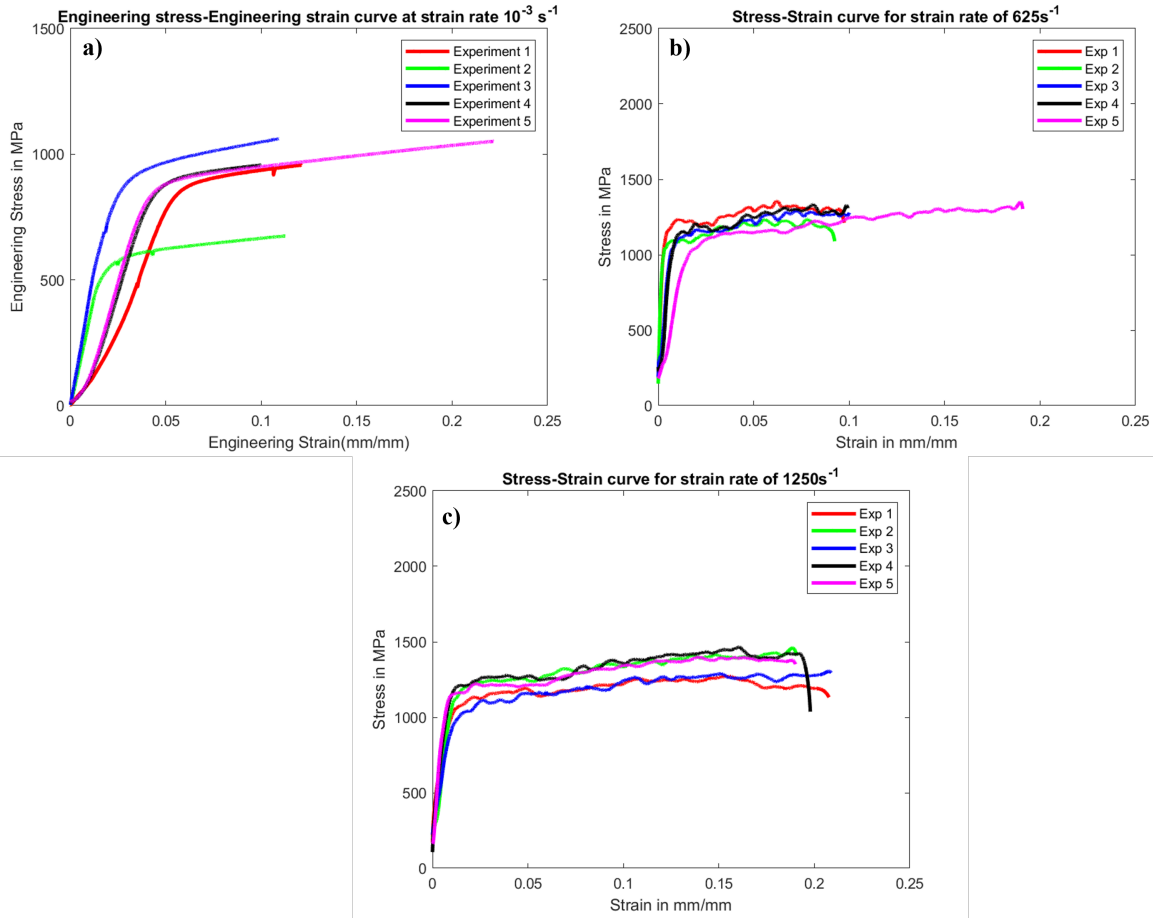 Engineering stress-Engineering strain curve at strain rate 10⁻³ s⁻¹
a)
1500
1000
500
0
Engineering Stress in MPa
0 0.05 0.1 0.15 0.2 0.25
Engineering Strain(mm/mm)
Experiment 1
Experiment 2
Experiment 3
Experiment 4
Experiment 5
Stress-Strain curve for strain rate of 625s⁻¹
b)
2500
2000
1500
1000
500
0
Stress in MPa
0 0.05 0.1 0.15 0.2 0.25
Strain in mm/mm
Exp 1
Exp 2
Exp 3
Exp 4
Exp 5
Stress-Strain curve for strain rate of 1250s⁻¹
c)
2500
2000
1500
1000
500
0
Stress in MPa
0 0.05 0.1 0.15 0.2 0.25
Strain in mm/mm
Exp 1
Exp 2
Exp 3
Exp 4
Exp 5